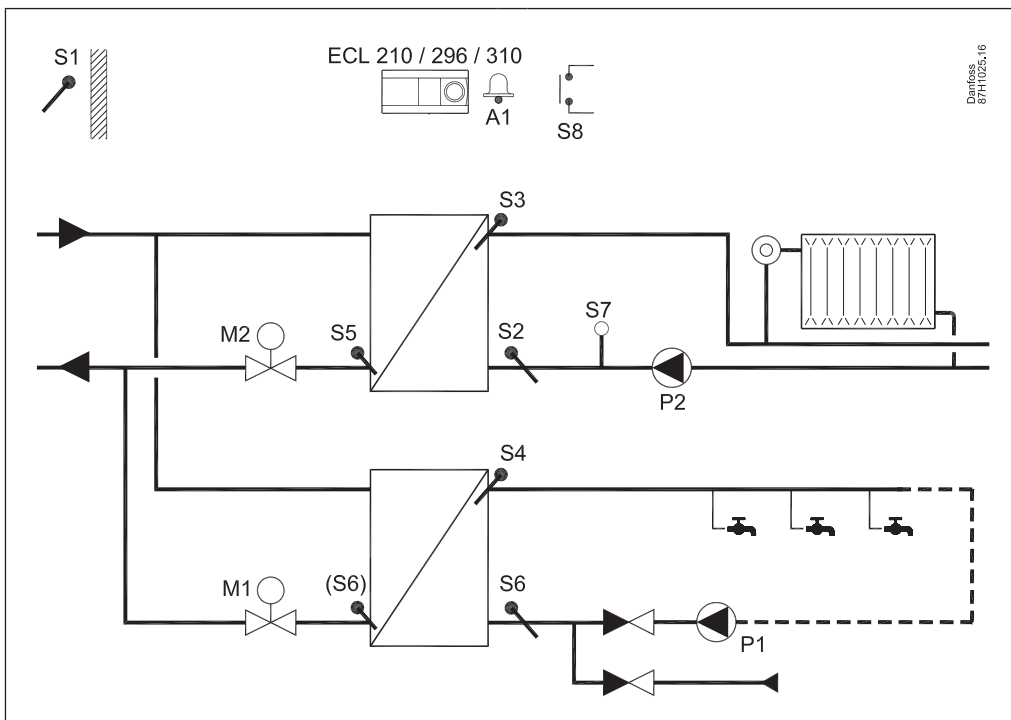 S1
ECL 210 / 296 / 310
A1
S8
Danfoss
87H1025.16
S3
M2
S5
S2
S7
P2
S4
M1
(S6)
S6
P1